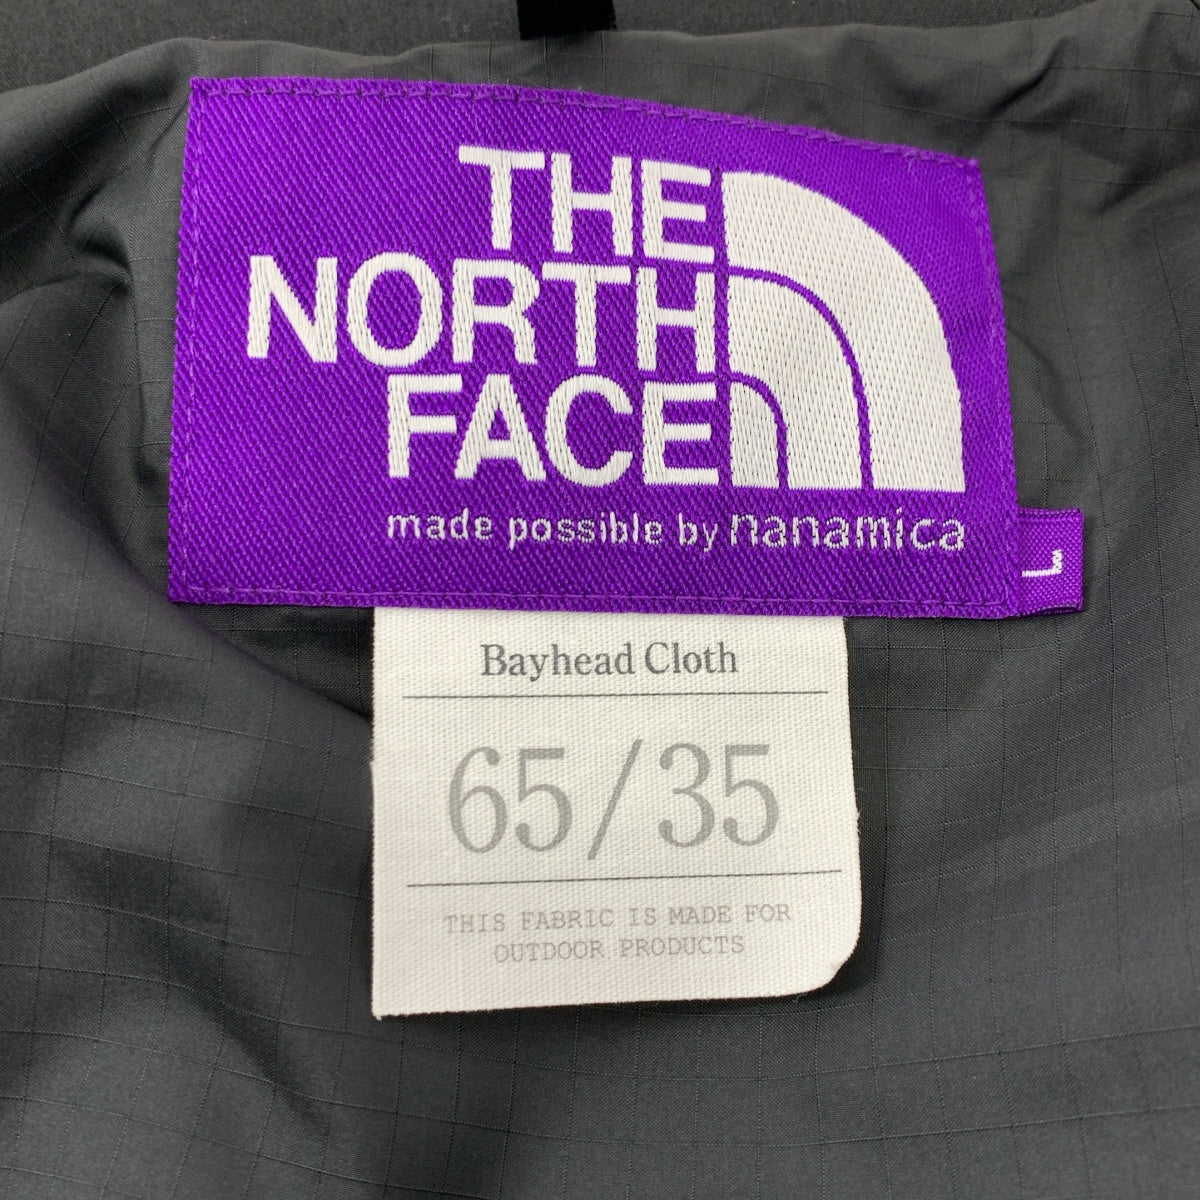 THE
NORTH
FACE
made possible by nanamica
L
Bayhead Cloth
65/35
THIS FABRIC IS MADE FOR
OUTDOOR PRODUCTS